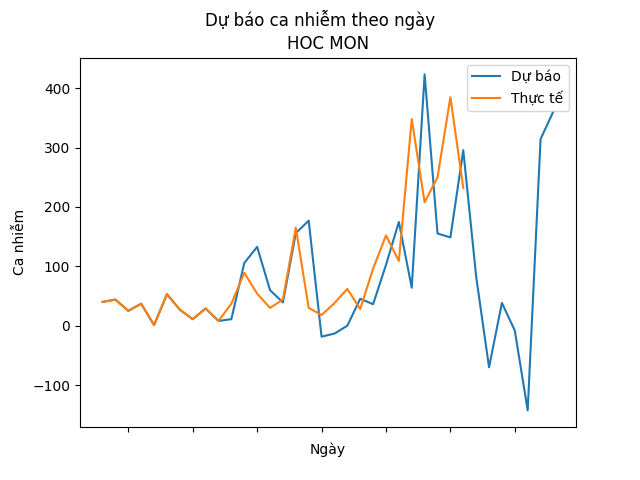 Dự báo ca nhiễm theo ngày
HOC MON
Dự báo
Thực tế
400
300
200
100
0
−100
Ca nhiễm
Ngày